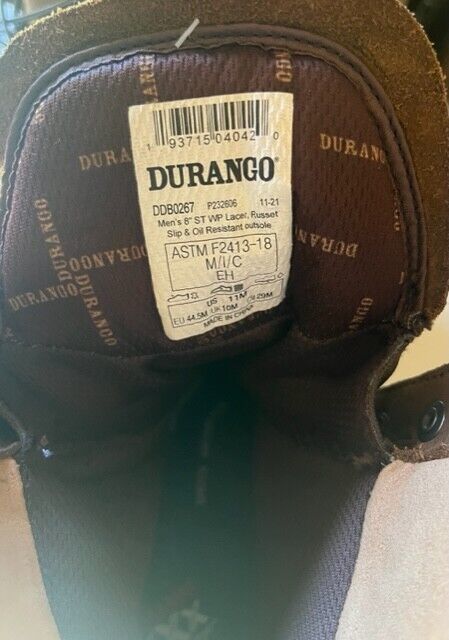 1 93715 04042 0
DURANGO®
DDB0267 P232606 11-21
Men's 8" ST WP Lacer, Russet
Slip & Oil Resistant outsole
ASTM F2413-18
M/I/C
EH
US 11M
EU 44.5M UK 10M
MADE IN CHINA
DURANGO
DURANGO
DURANGO
DURANGO
DURANGO
DURANGO
DURANGO
DURANGO